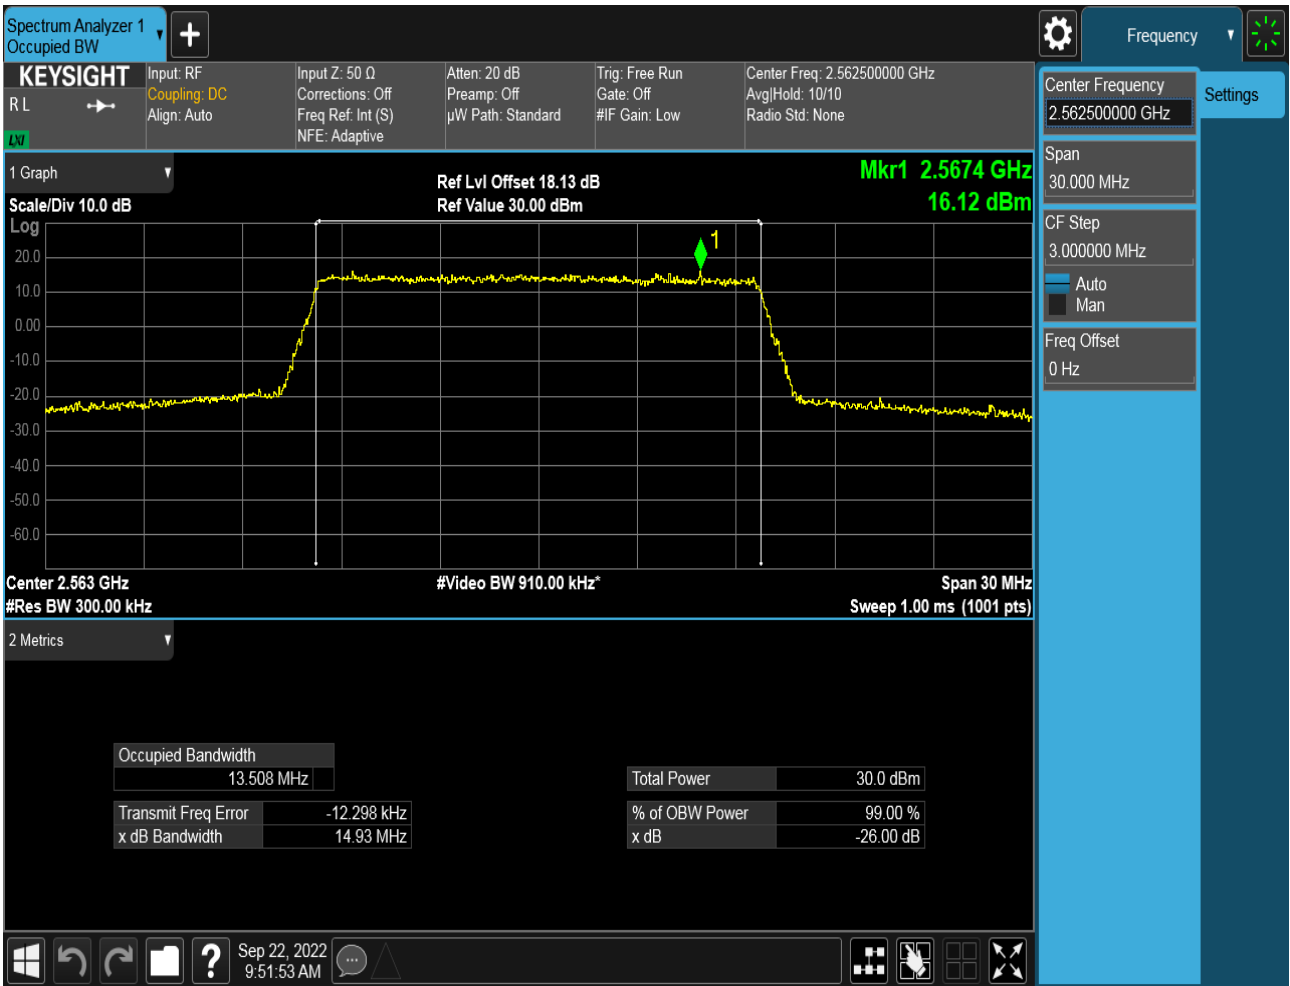 Spectrum Analyzer 1
Occupied BW
Frequency
KEYSIGHT
R L
LXI
Input: RF
Coupling: DC
Align: Auto
Input Z: 50 Ω
Corrections: Off
Freq Ref: Int (S)
NFE: Adaptive
Atten: 20 dB
Preamp: Off
µW Path: Standard
Trig: Free Run
Gate: Off
#IF Gain: Low
Center Freq: 2.562500000 GHz
Avg|Hold: 10/10
Radio Std: None
Center Frequency
2.562500000 GHz
Settings
Span
30.000 MHz
CF Step
3.000000 MHz
Auto
Man
Freq Offset
0 Hz
1 Graph
Scale/Div 10.0 dB
Ref Lvl Offset 18.13 dB
Ref Value 30.00 dBm
Mkr1 2.5674 GHz
16.12 dBm
Log
1
20.0
10.0
0.00
-10.0
-20.0
-30.0
-40.0
-50.0
-60.0
Center 2.563 GHz
#Res BW 300.00 kHz
#Video BW 910.00 kHz*
Span 30 MHz
Sweep 1.00 ms (1001 pts)
2 Metrics
Occupied Bandwidth
13.508 MHz
Transmit Freq Error -12.298 kHz
x dB Bandwidth 14.93 MHz
Total Power 30.0 dBm
% of OBW Power 99.00 %
x dB -26.00 dB
?
Sep 22, 2022
9:51:53 AM